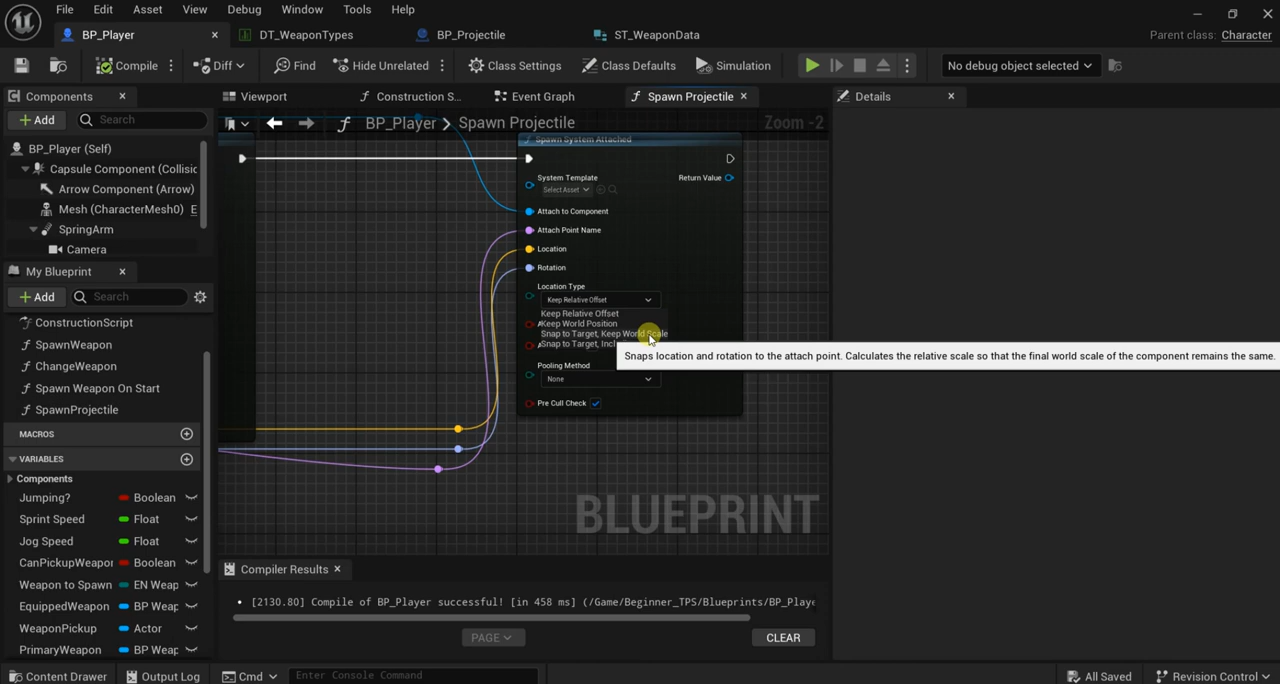 File Edit Asset View Debug Window Tools Help
BP_Player DT_WeaponTypes BP_Projectile ST_WeaponData
Parent class: Character
Compile Diff Find Hide Unrelated Class Settings Class Defaults Simulation No debug object selected
Components Viewport Construction S... Event Graph Spawn Projectile Details
Add Search
BP_Player > Spawn Projectile Zoom -2
BP_Player (Self)
Capsule Component (Collisic
Arrow Component (Arrow)
Mesh (CharacterMesh0) E
SpringArm
Camera
My Blueprint
Add Search
ConstructionScript
SpawnWeapon
ChangeWeapon
Spawn Weapon On Start
SpawnProjectile
MACROS
VARIABLES
Components
Jumping? Boolean
Sprint Speed Float
Jog Speed Float
CanPickupWeapor Boolean
Weapon to Spawn EN Weap
EquippedWeapon BP Weap
WeaponPickup Actor
PrimaryWeapon BP Weap
Spawn System Attached
System Template
Select Asset
Return Value
Attach to Component
Attach Point Name
Location
Rotation
Location Type
Keep Relative Offset
Keep Relative Offset
Keep World Position
Snap to Target, Keep World Scale
Snap to Target, Incl
Snaps location and rotation to the attach point. Calculates the relative scale so that the final world scale of the component remains the same.
Pooling Method
None
Pre Cull Check
BLUEPRINT
Compiler Results
• [2130.80] Compile of BP_Player successful! [in 458 ms] (/Game/Beginner_TPS/Blueprints/BP_Playe
PAGE CLEAR
Content Drawer Output Log Cmd Enter Console Command All Saved Revision Control